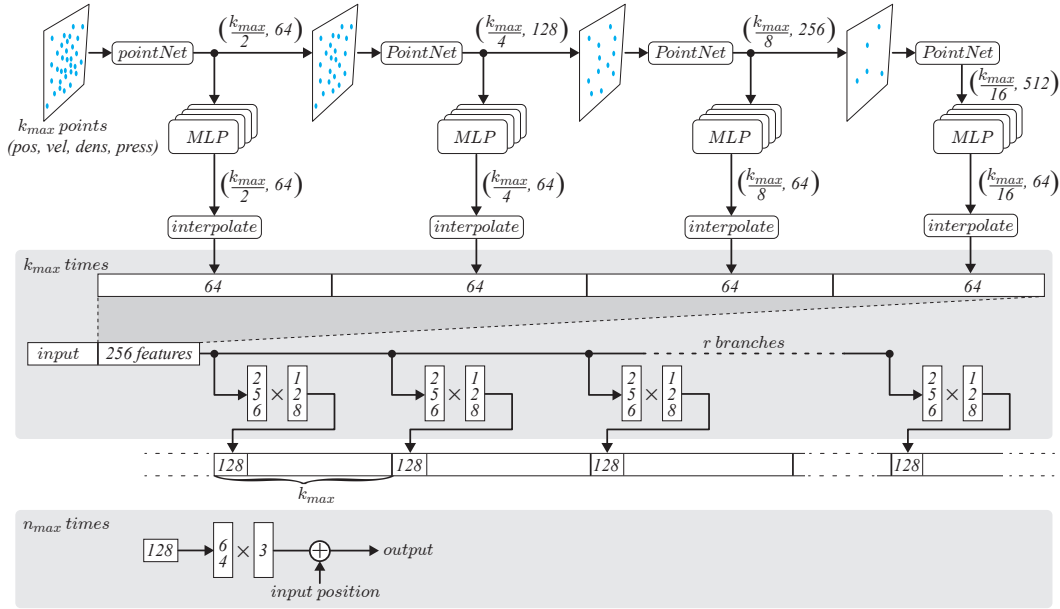 pointNet (k_max/2, 64) PointNet (k_max/4, 128) PointNet (k_max/8, 256) PointNet
(k_max/16, 512)
k_max points
(pos, vel, dens, press)
MLP MLP MLP MLP
(k_max/2, 64) (k_max/4, 64) (k_max/8, 64) (k_max/16, 64)
interpolate interpolate interpolate interpolate
k_max times
64 64 64 64
input 256 features r branches
256 × 128 256 × 128 256 × 128 256 × 128
128 128 128 128
k_max
n_max times
128 64 × 3 + output
input position